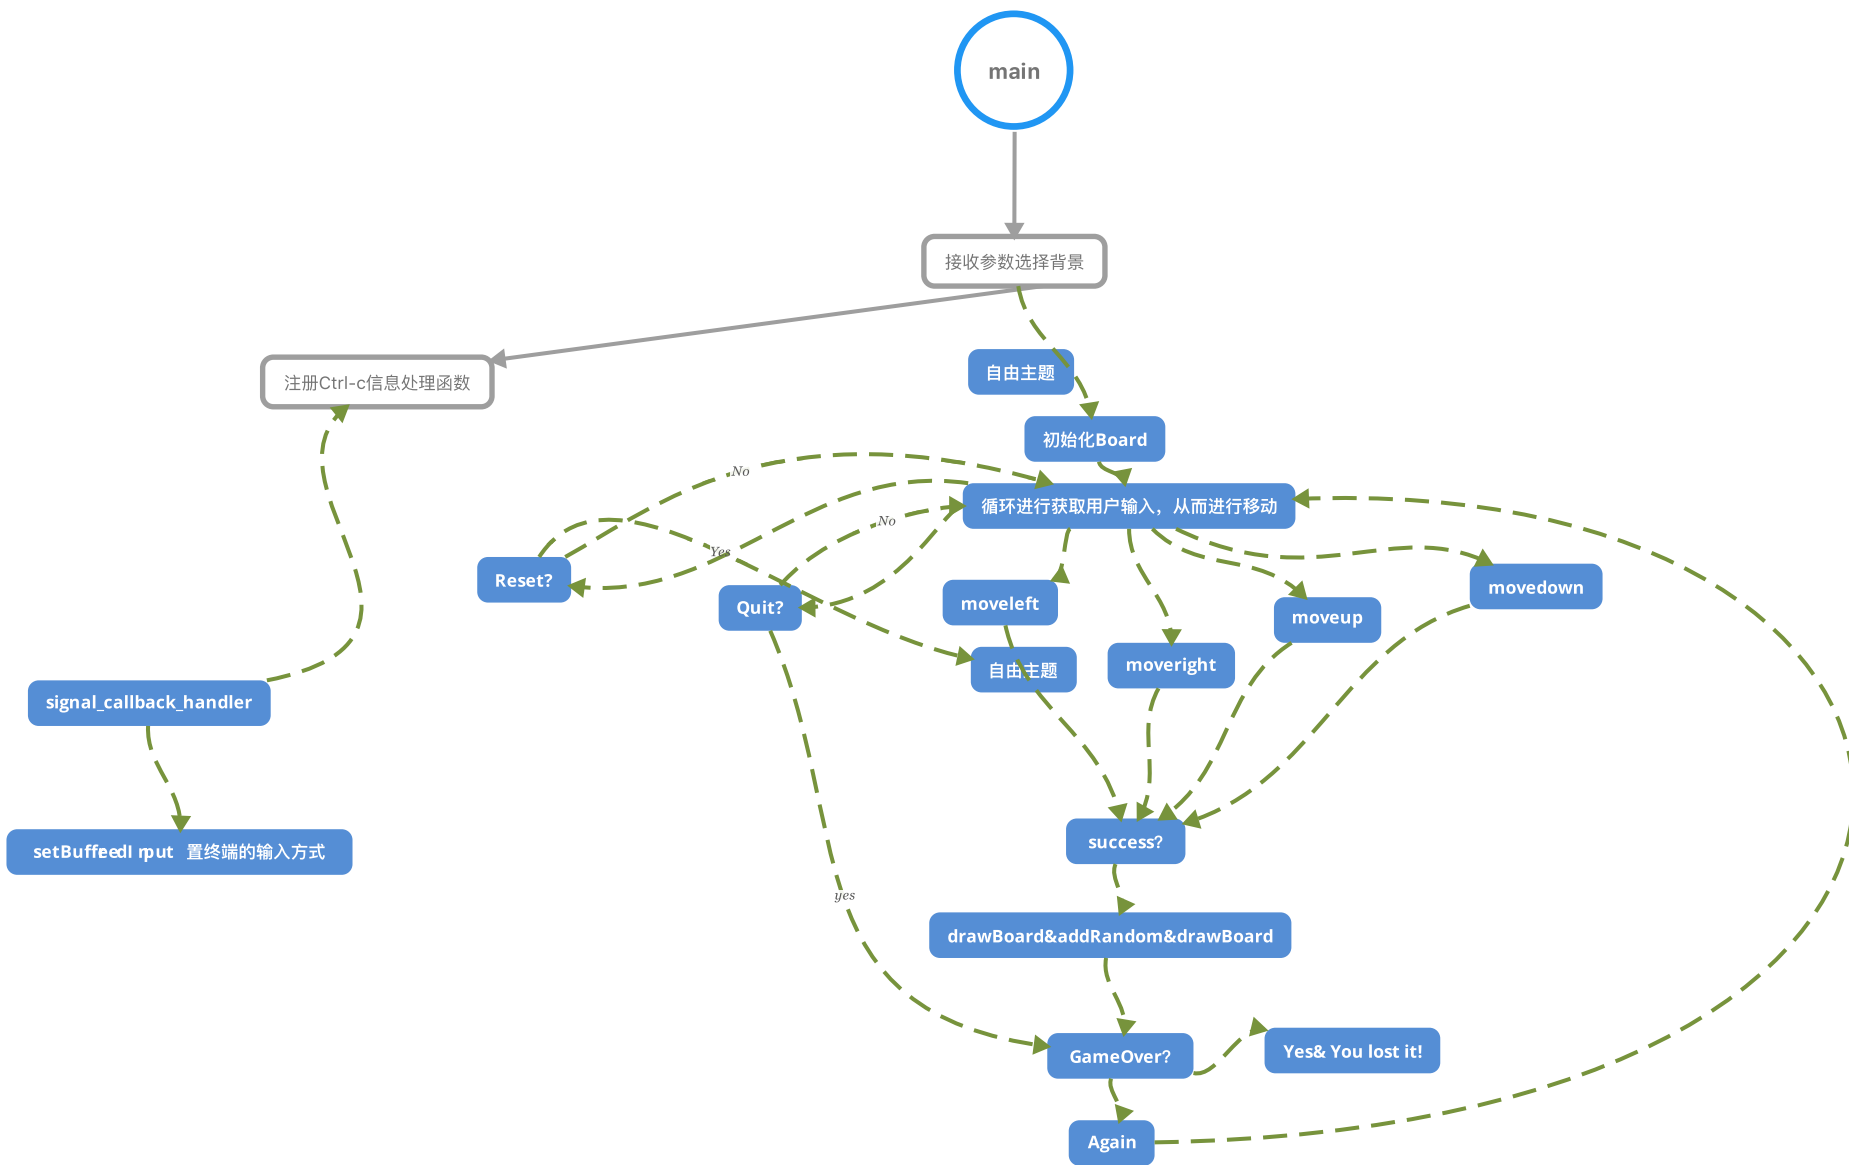 main
接收参数选择背景
注册Ctrl-c信息处理函数
自由主题
初始化Board
No
循环进行获取用户输入，从而进行移动
No
Yes
Reset?
Quit?
moveleft
moveup
movedown
moveright
自由主题
signal_callback_handler
success?
置终端的输入方式
yes
drawBoard&addRandom&drawBoard
GameOver?
Yes& You lost it!
Again